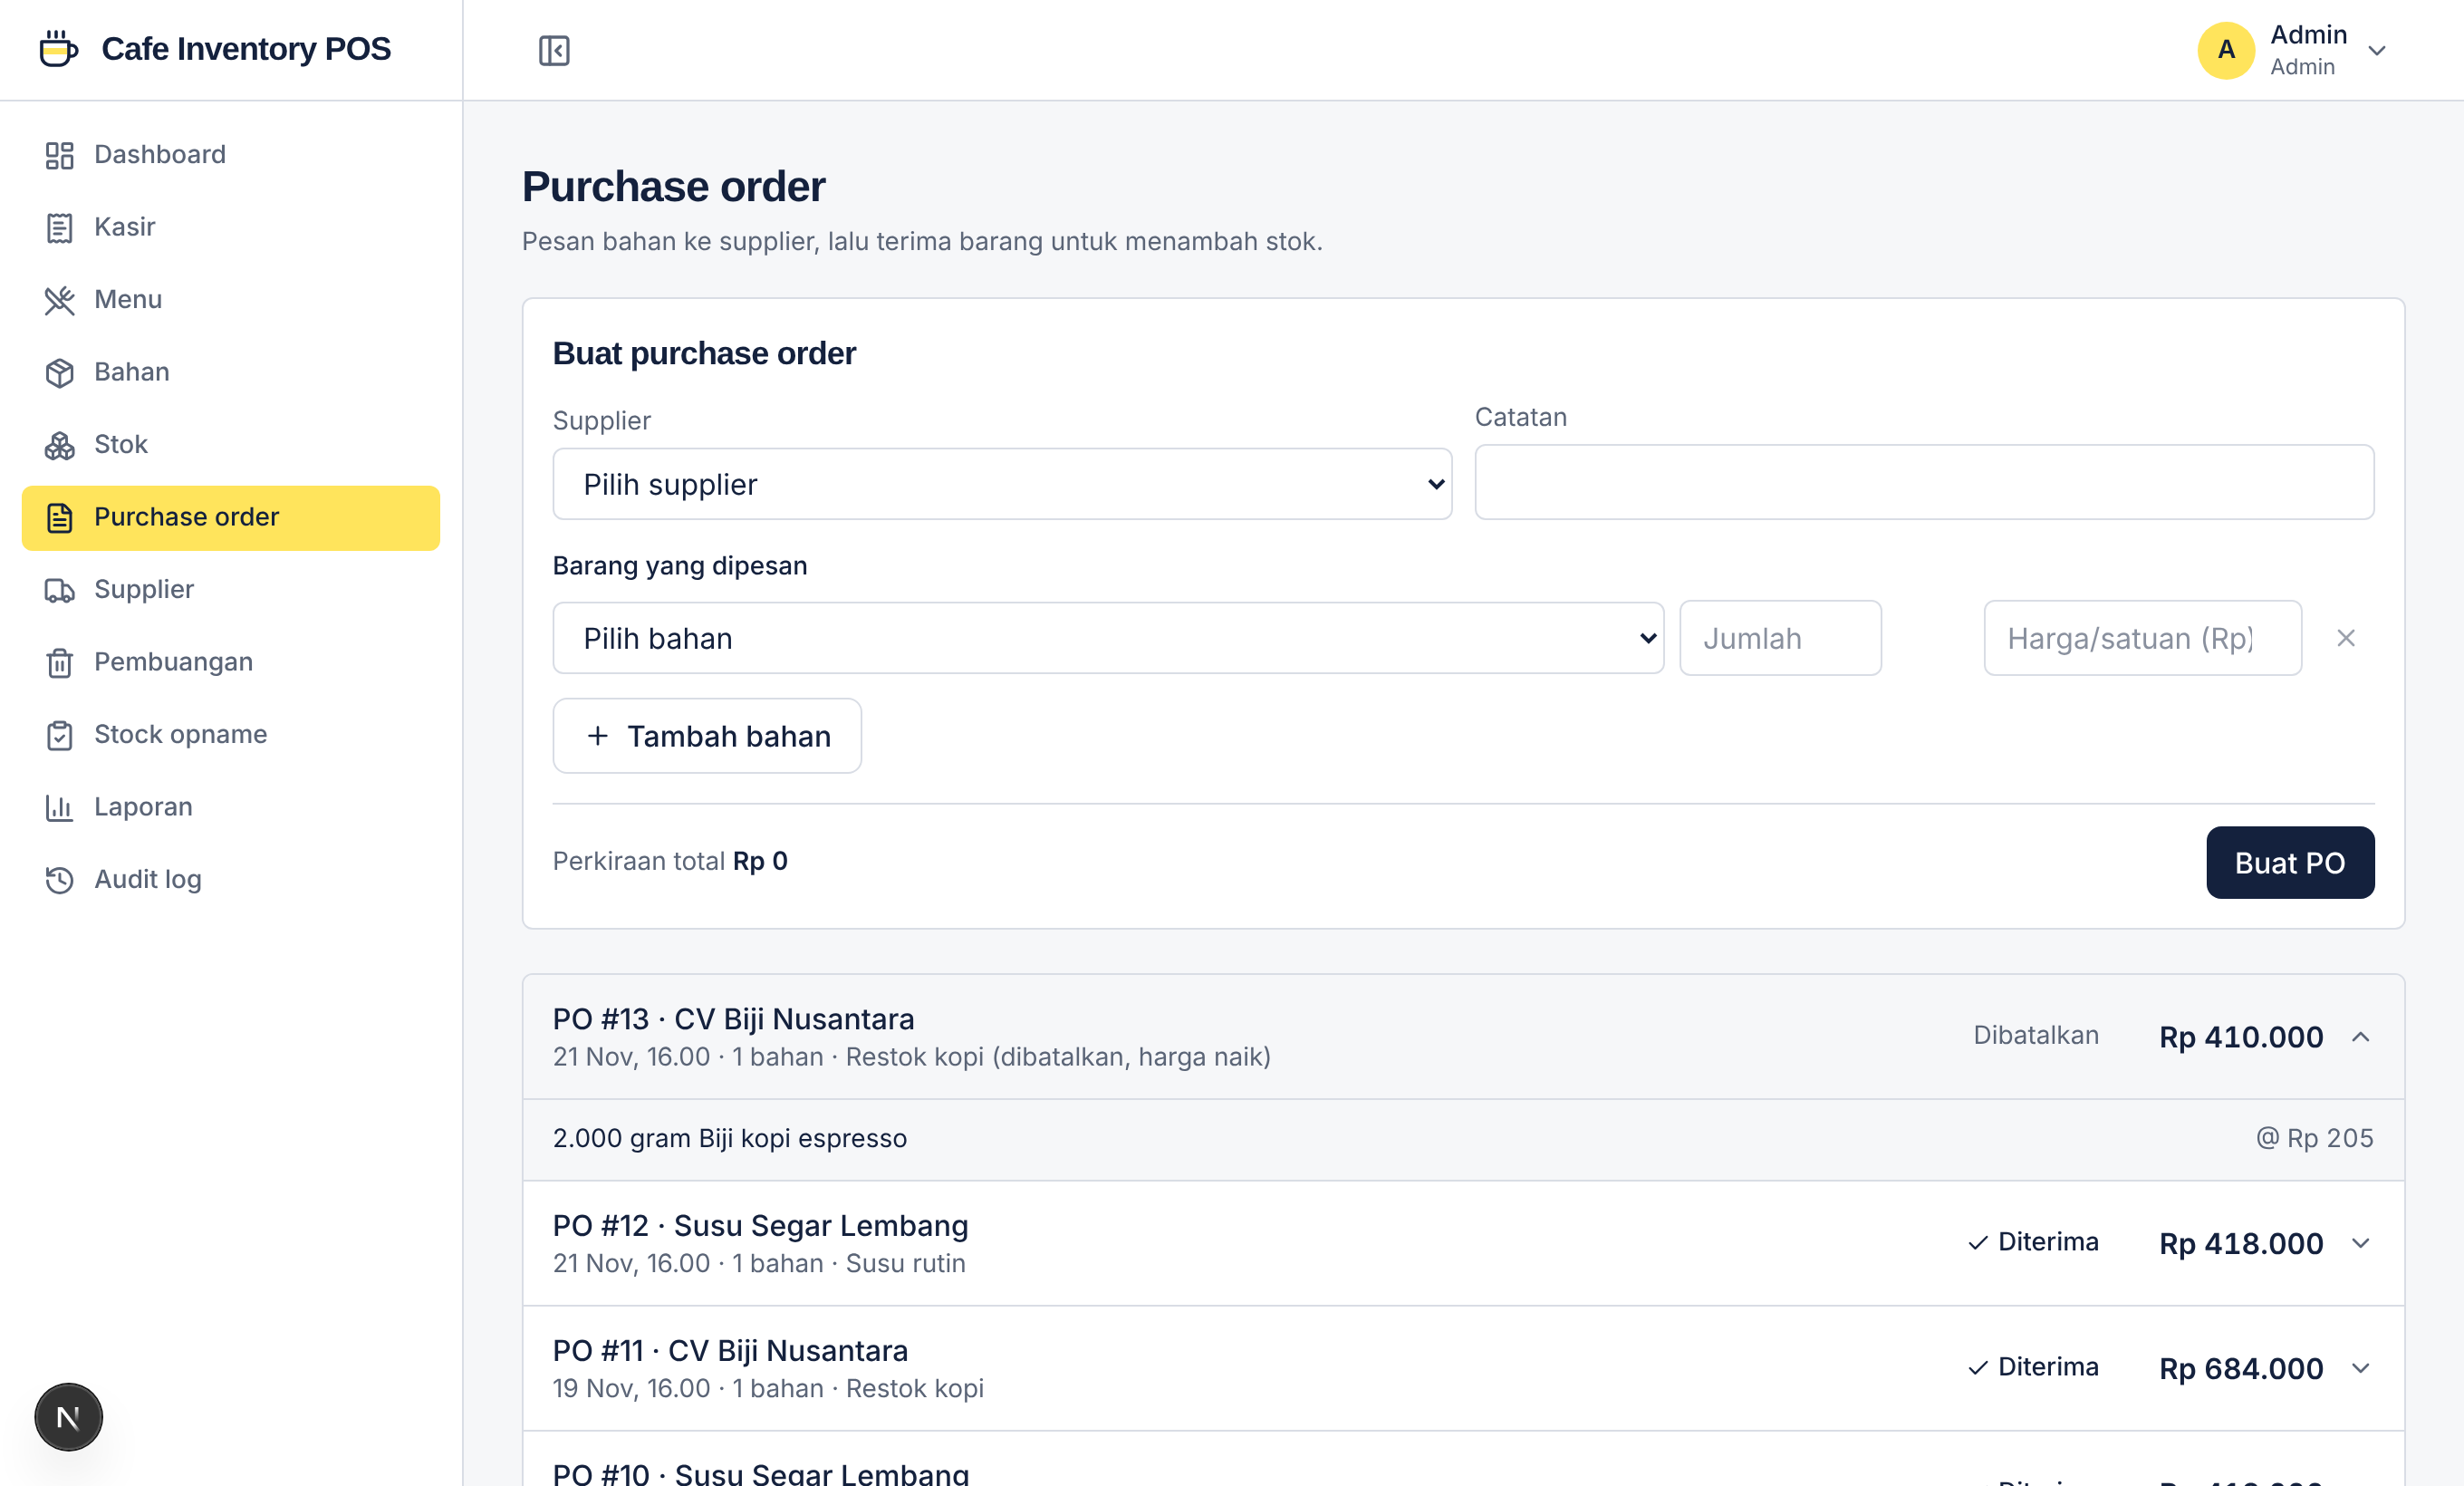 Cafe Inventory POS
A
Admin
Admin
Dashboard
Kasir
Menu
Bahan
Stok
Purchase order
Supplier
Pembuangan
Stock opname
Laporan
Audit log
N
Purchase order
Pesan bahan ke supplier, lalu terima barang untuk menambah stok.
Buat purchase order
Supplier
Catatan
Pilih supplier
Barang yang dipesan
Pilih bahan
Jumlah
Harga/satuan (Rp)
+ Tambah bahan
Perkiraan total Rp 0
Buat PO
PO #13 · CV Biji Nusantara
21 Nov, 16.00 · 1 bahan · Restok kopi (dibatalkan, harga naik)
Dibatalkan
Rp 410.000
2.000 gram Biji kopi espresso
@ Rp 205
PO #12 · Susu Segar Lembang
21 Nov, 16.00 · 1 bahan · Susu rutin
Diterima
Rp 418.000
PO #11 · CV Biji Nusantara
19 Nov, 16.00 · 1 bahan · Restok kopi
Diterima
Rp 684.000
PO #10 · Susu Segar Lembang